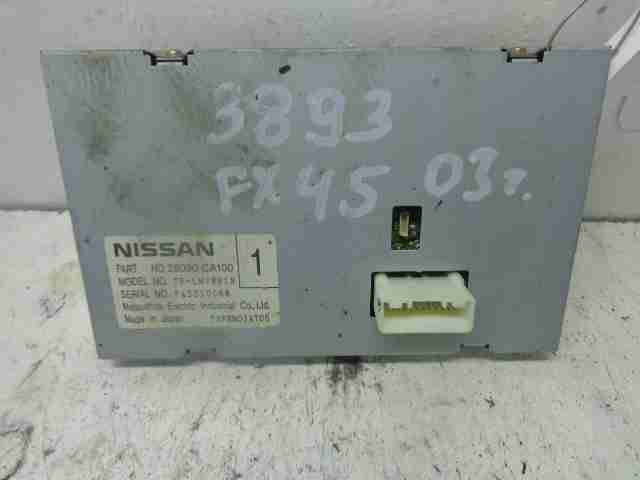 3893
FX45 03г.
NISSAN
1
PART NO. 28090 CA100
MODEL NO.
SERIAL NO.
Matsushita Electric Industrial Co., Ltd.
Made in Japan